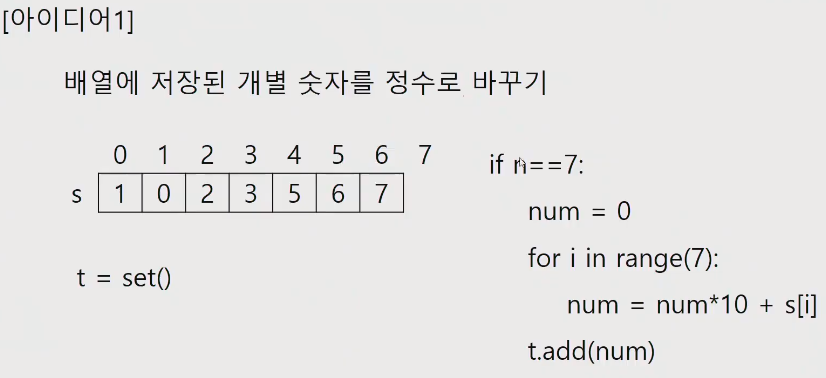 [아이디어1]
배열에 저장된 개별 숫자를 정수로 바꾸기
0 1 2 3 4 5 6 7
s 1 0 2 3 5 6 7
t = set()
if n==7:
num = 0
for i in range(7):
num = num*10 + s[i]
t.add(num)